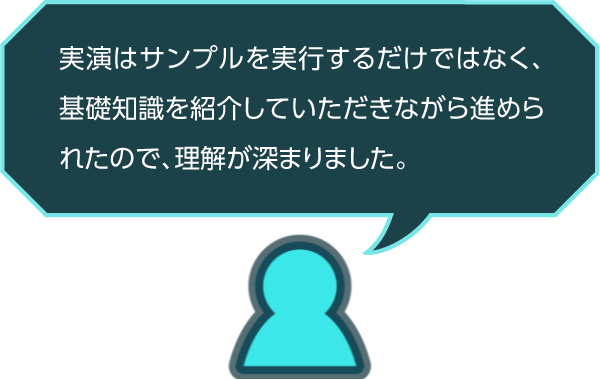 実演はサンプルを実行するだけではなく、
基礎知識を紹介していただきながら進めら
れたので、理解が深まりました。